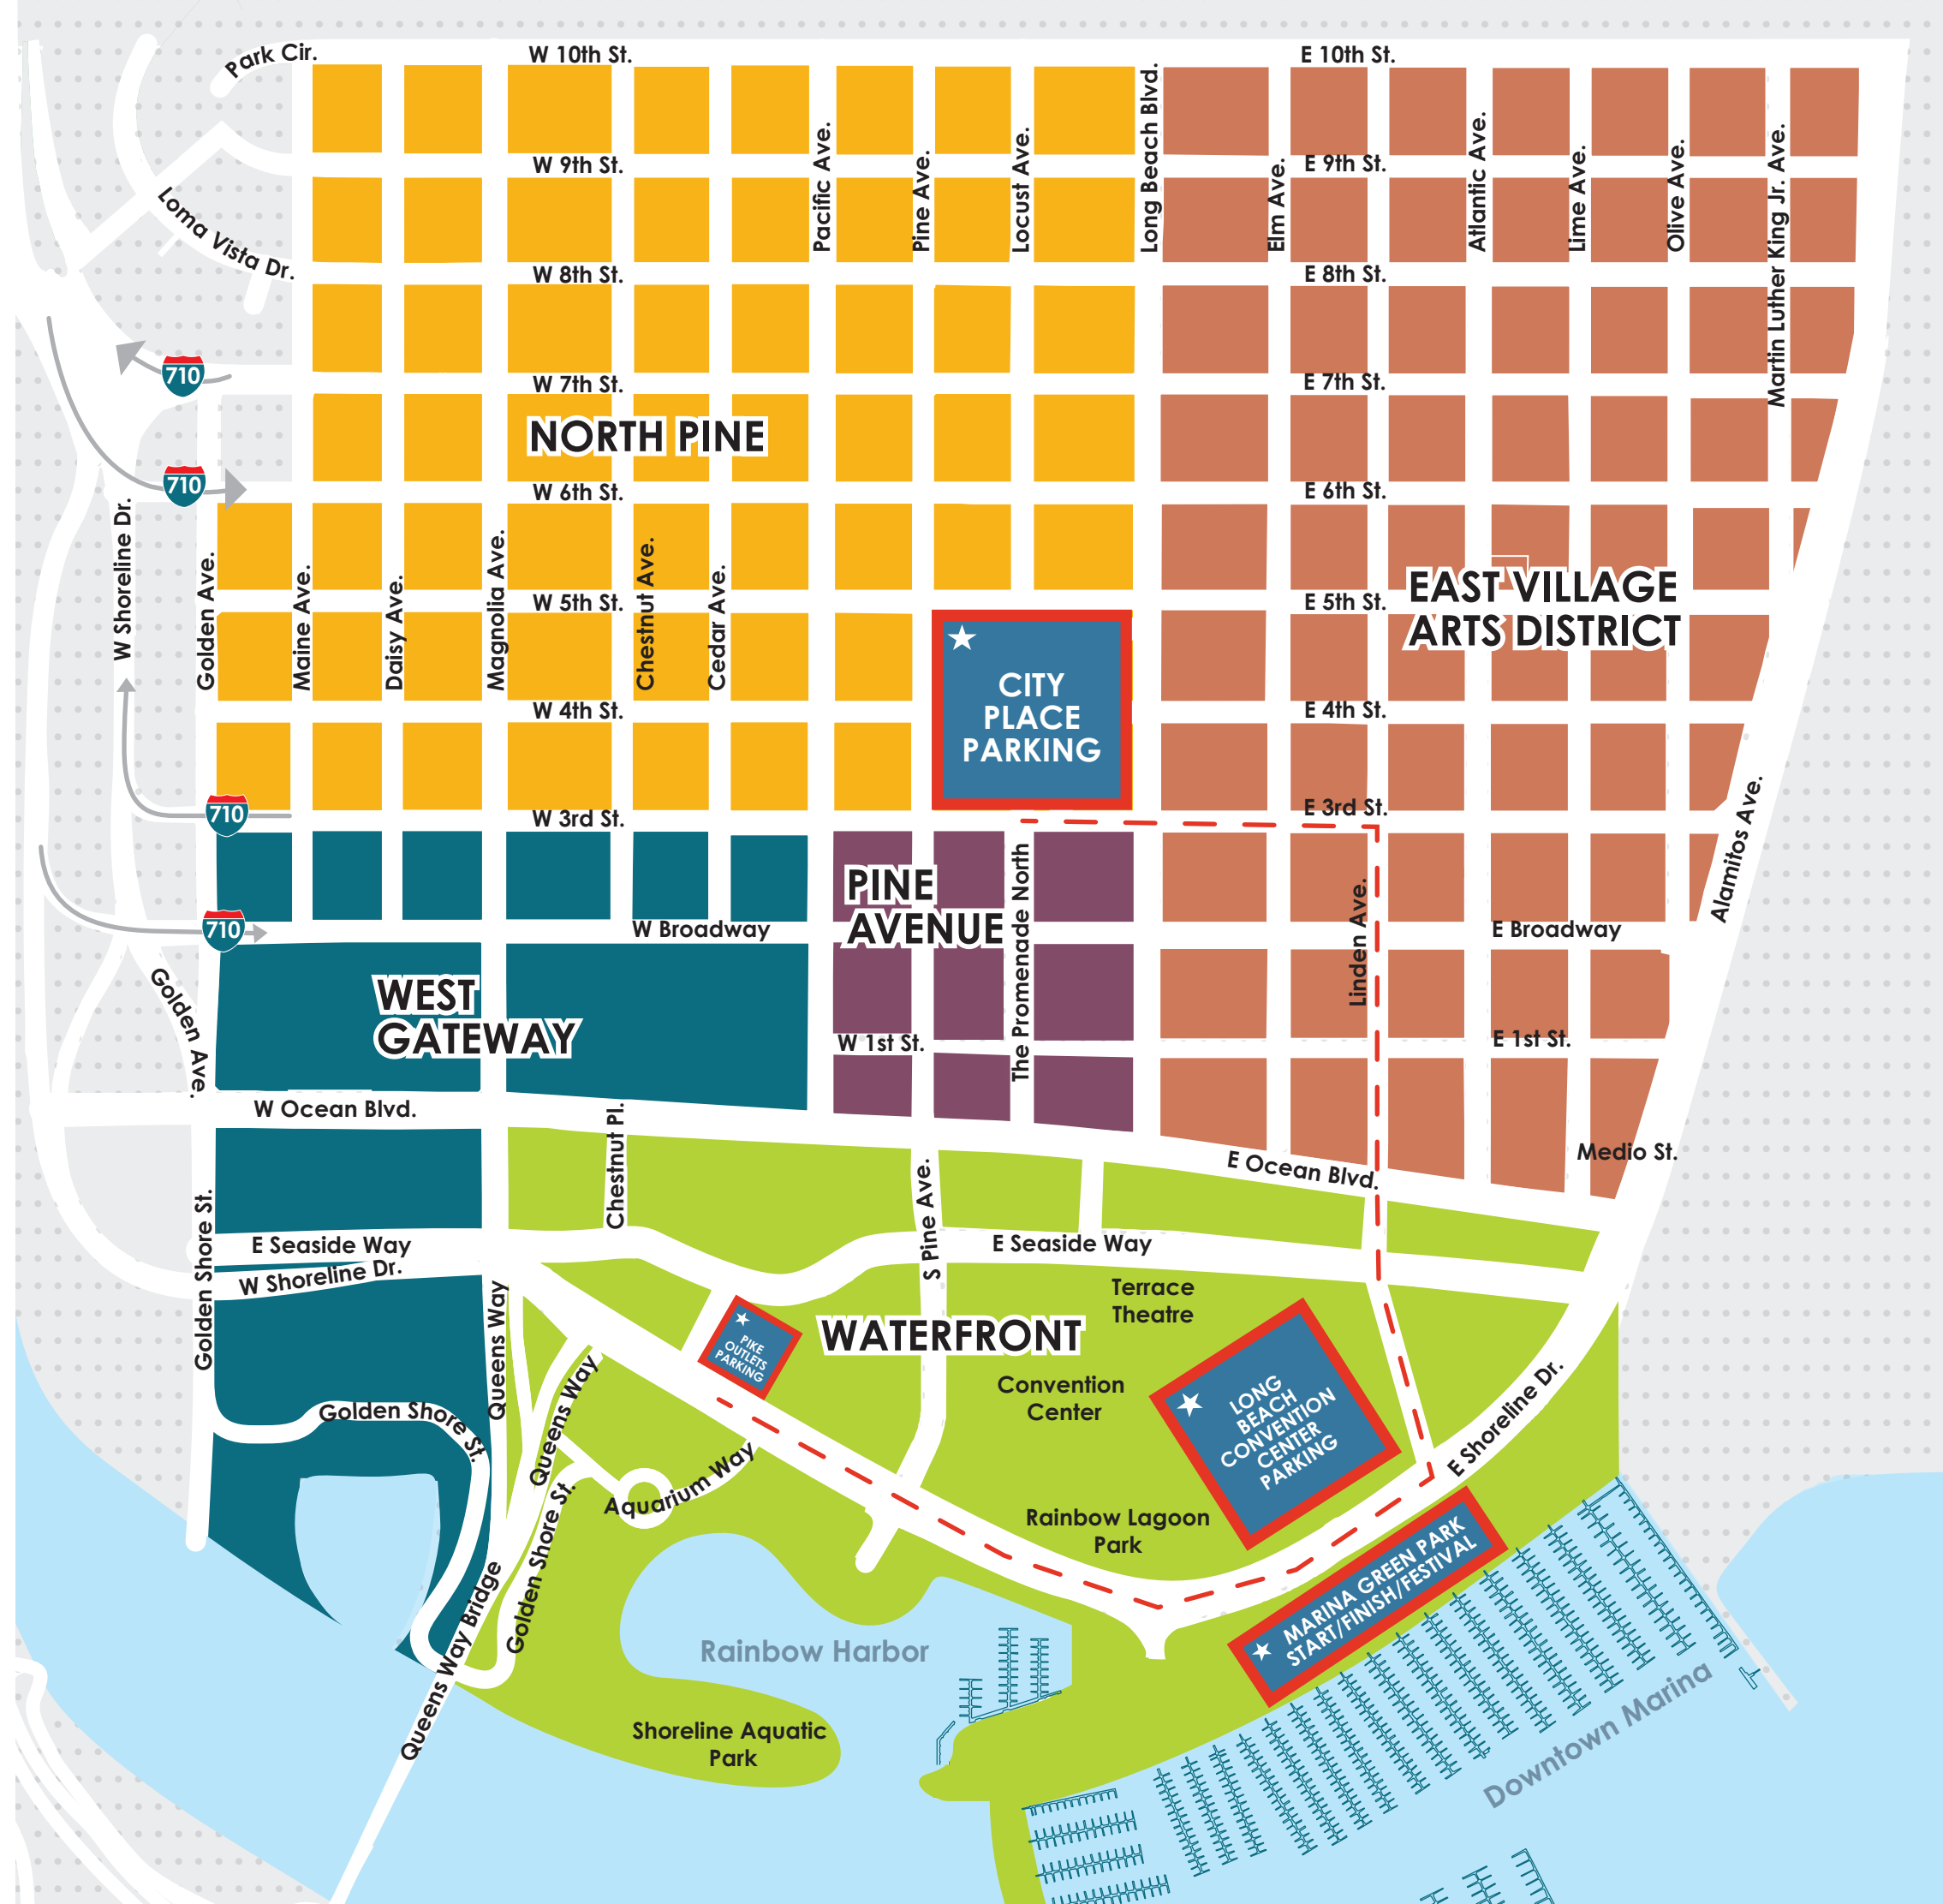 Park Cir.
W 10th St.
E 10th St.
W 9th St.
E 9th St.
Loma Vista Dr.
Pacific Ave.
Pine Ave.
Locust Ave.
Long Beach Blvd.
Elm Ave.
Atlantic Ave.
Lime Ave.
Olive Ave.
Martin Luther King Jr. Ave.
W 8th St.
E 8th St.
710
W 7th St.
E 7th St.
NORTH PINE
710
W 6th St.
E 6th St.
W Shoreline Dr.
Golden Ave.
Maine Ave.
Daisy Ave.
Magnolia Ave.
Chestnut Ave.
Cedar Ave.
W 5th St.
E 5th St.
EAST VILLAGE
ARTS DISTRICT
CITY
PLACE
PARKING
W 4th St.
E 4th St.
710
W 3rd St.
E 3rd St.
Alamitos Ave.
PINE
AVENUE
The Promenade North
Linden Ave.
710
W Broadway
E Broadway
Golden Ave.
WEST
GATEWAY
W 1st St.
E 1st St.
W Ocean Blvd.
Chestnut Pl.
E Ocean Blvd.
Medio St.
Golden Shore St.
S Pine Ave.
E Seaside Way
E Seaside Way
W Shoreline Dr.
Queens Way
Terrace
Theatre
PIKE
OUTLETS
PARKING
WATERFRONT
Convention
Center
LONG
BEACH
CONVENTION
CENTER
PARKING
E Shoreline Dr.
Golden Shore St.
Queens Way
Aquarium Way
Golden Shore St.
Rainbow Lagoon
Park
MARINA GREEN PARK
START/FINISH/FESTIVAL
Queens Way Bridge
Rainbow Harbor
Shoreline Aquatic
Park
Downtown Marina